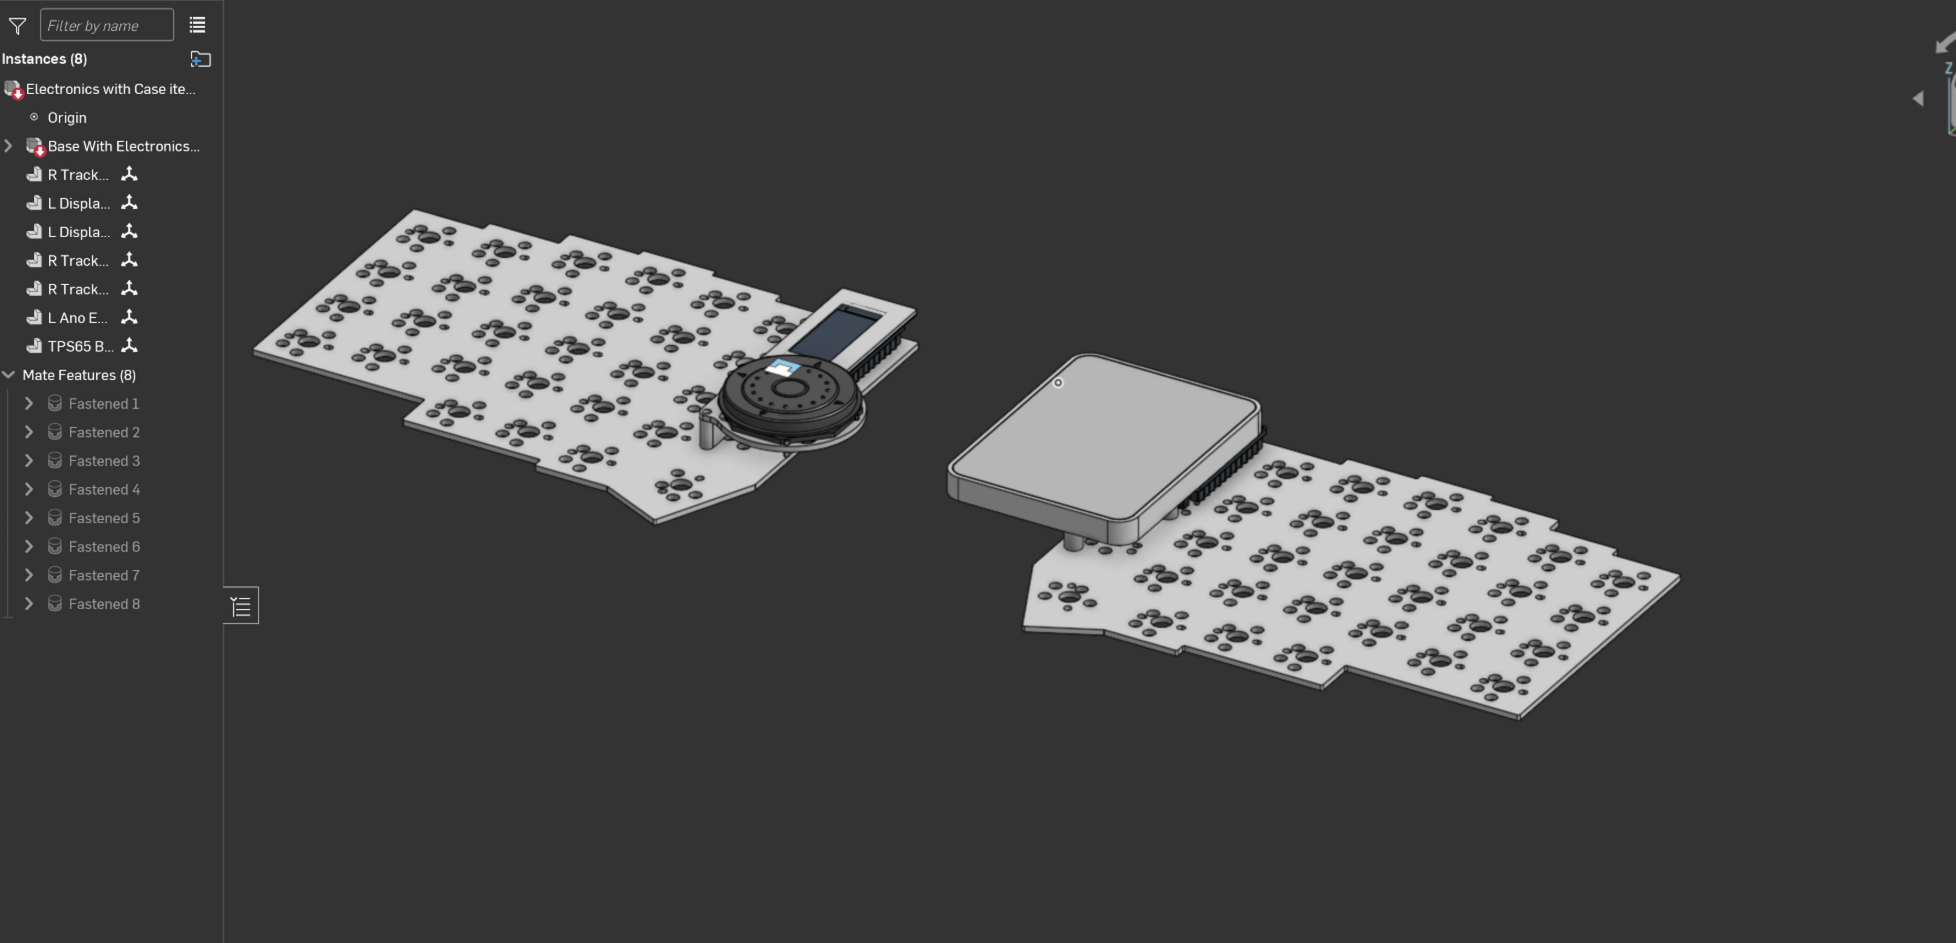 Filter by name
Instances (8)
Electronics with Case ite...
Origin
Base With Electronics...
R Track...
L Displa...
L Displa...
R Track...
R Track...
L Ano E...
TPS65 B...
Mate Features (8)
Fastened 1
Fastened 2
Fastened 3
Fastened 4
Fastened 5
Fastened 6
Fastened 7
Fastened 8
Z